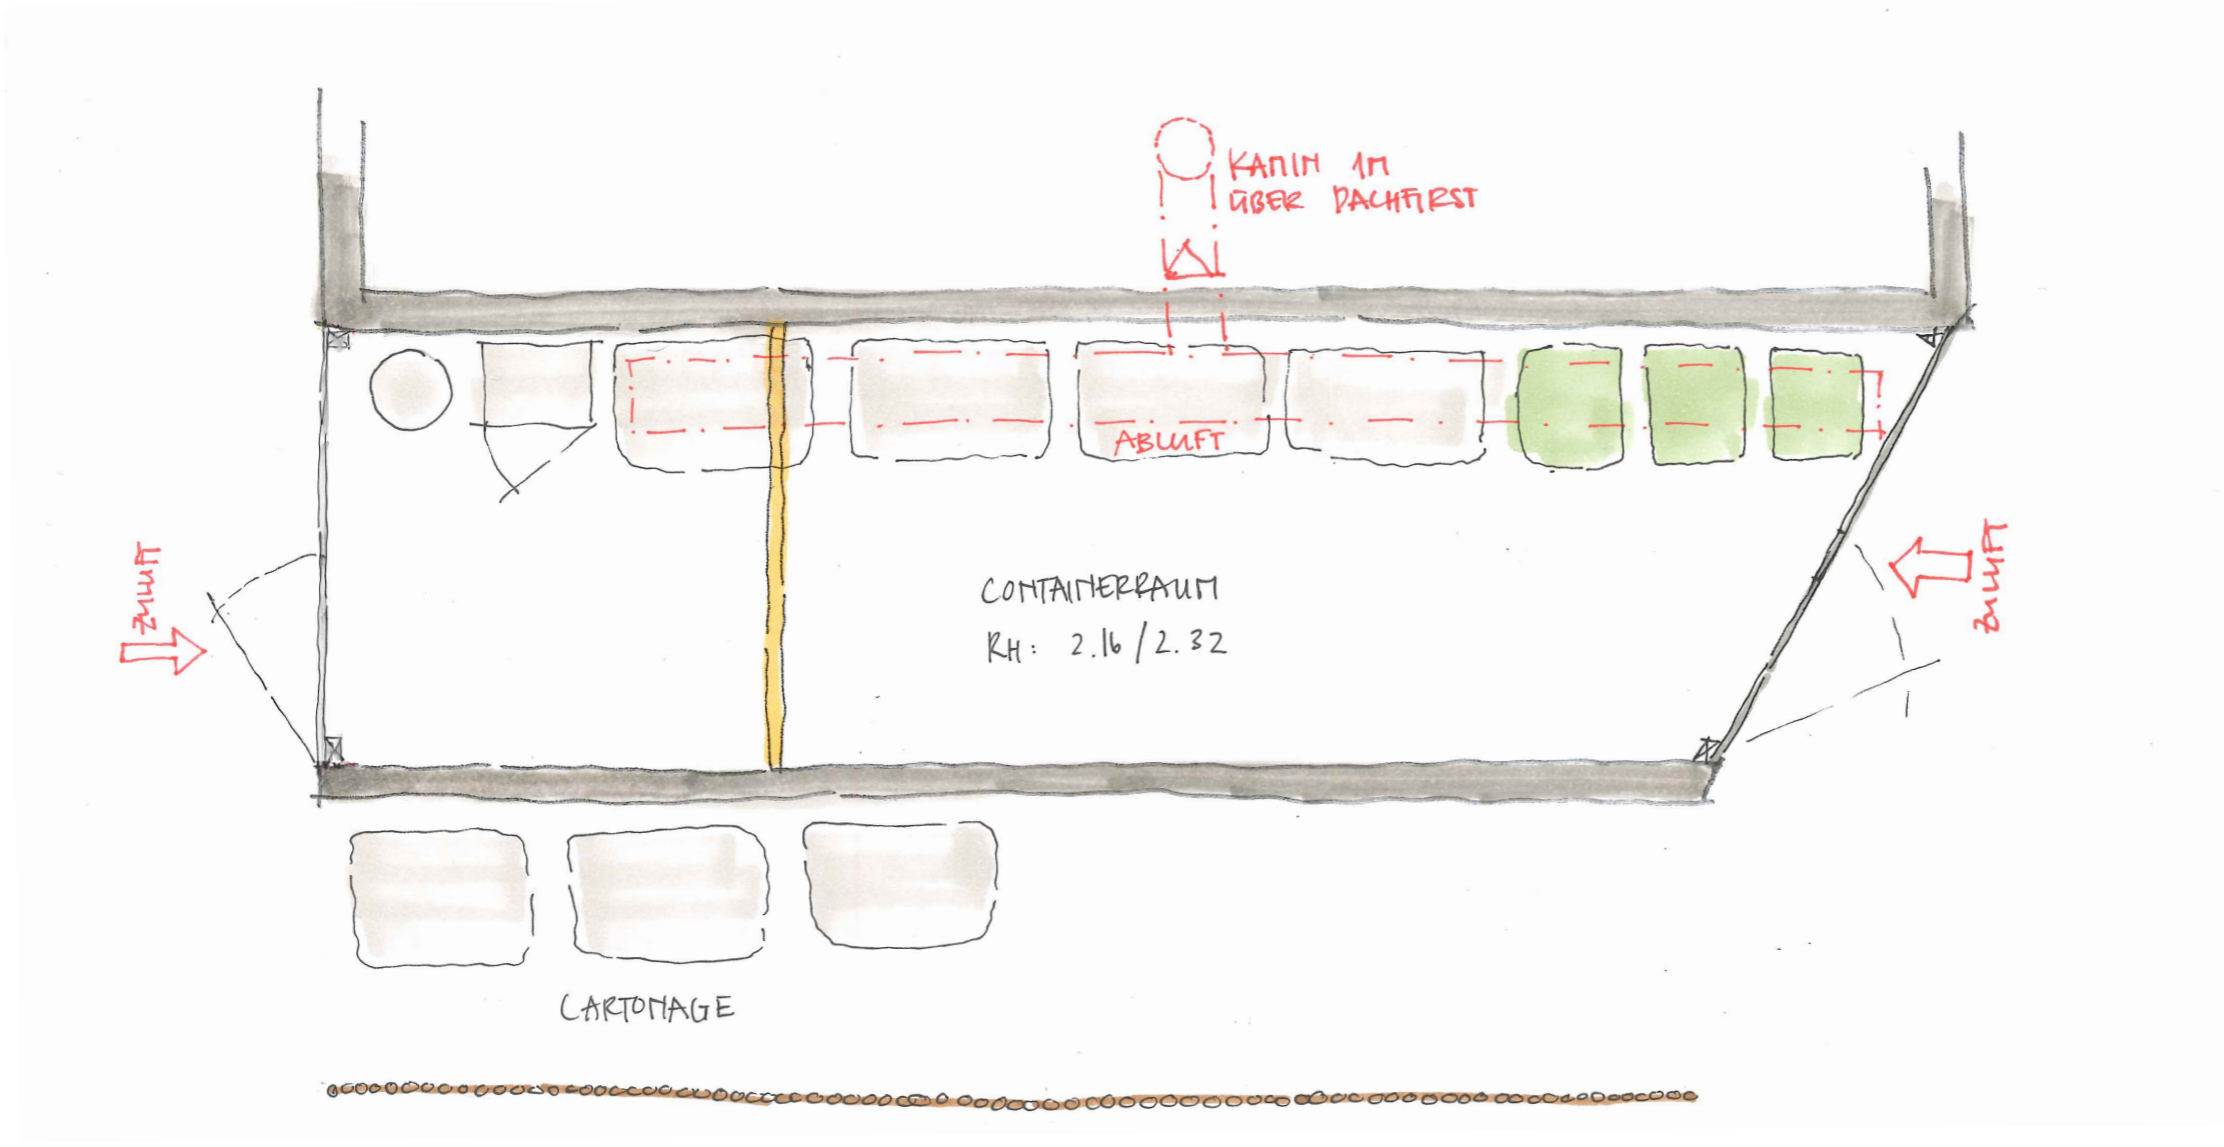 KAMIN 1M
ÜBER DACHFIRST
ABLUFT
ZULUFT
ZULUFT
CONTAINERRAUM
RH: 2.16/2.32
CARTONAGE